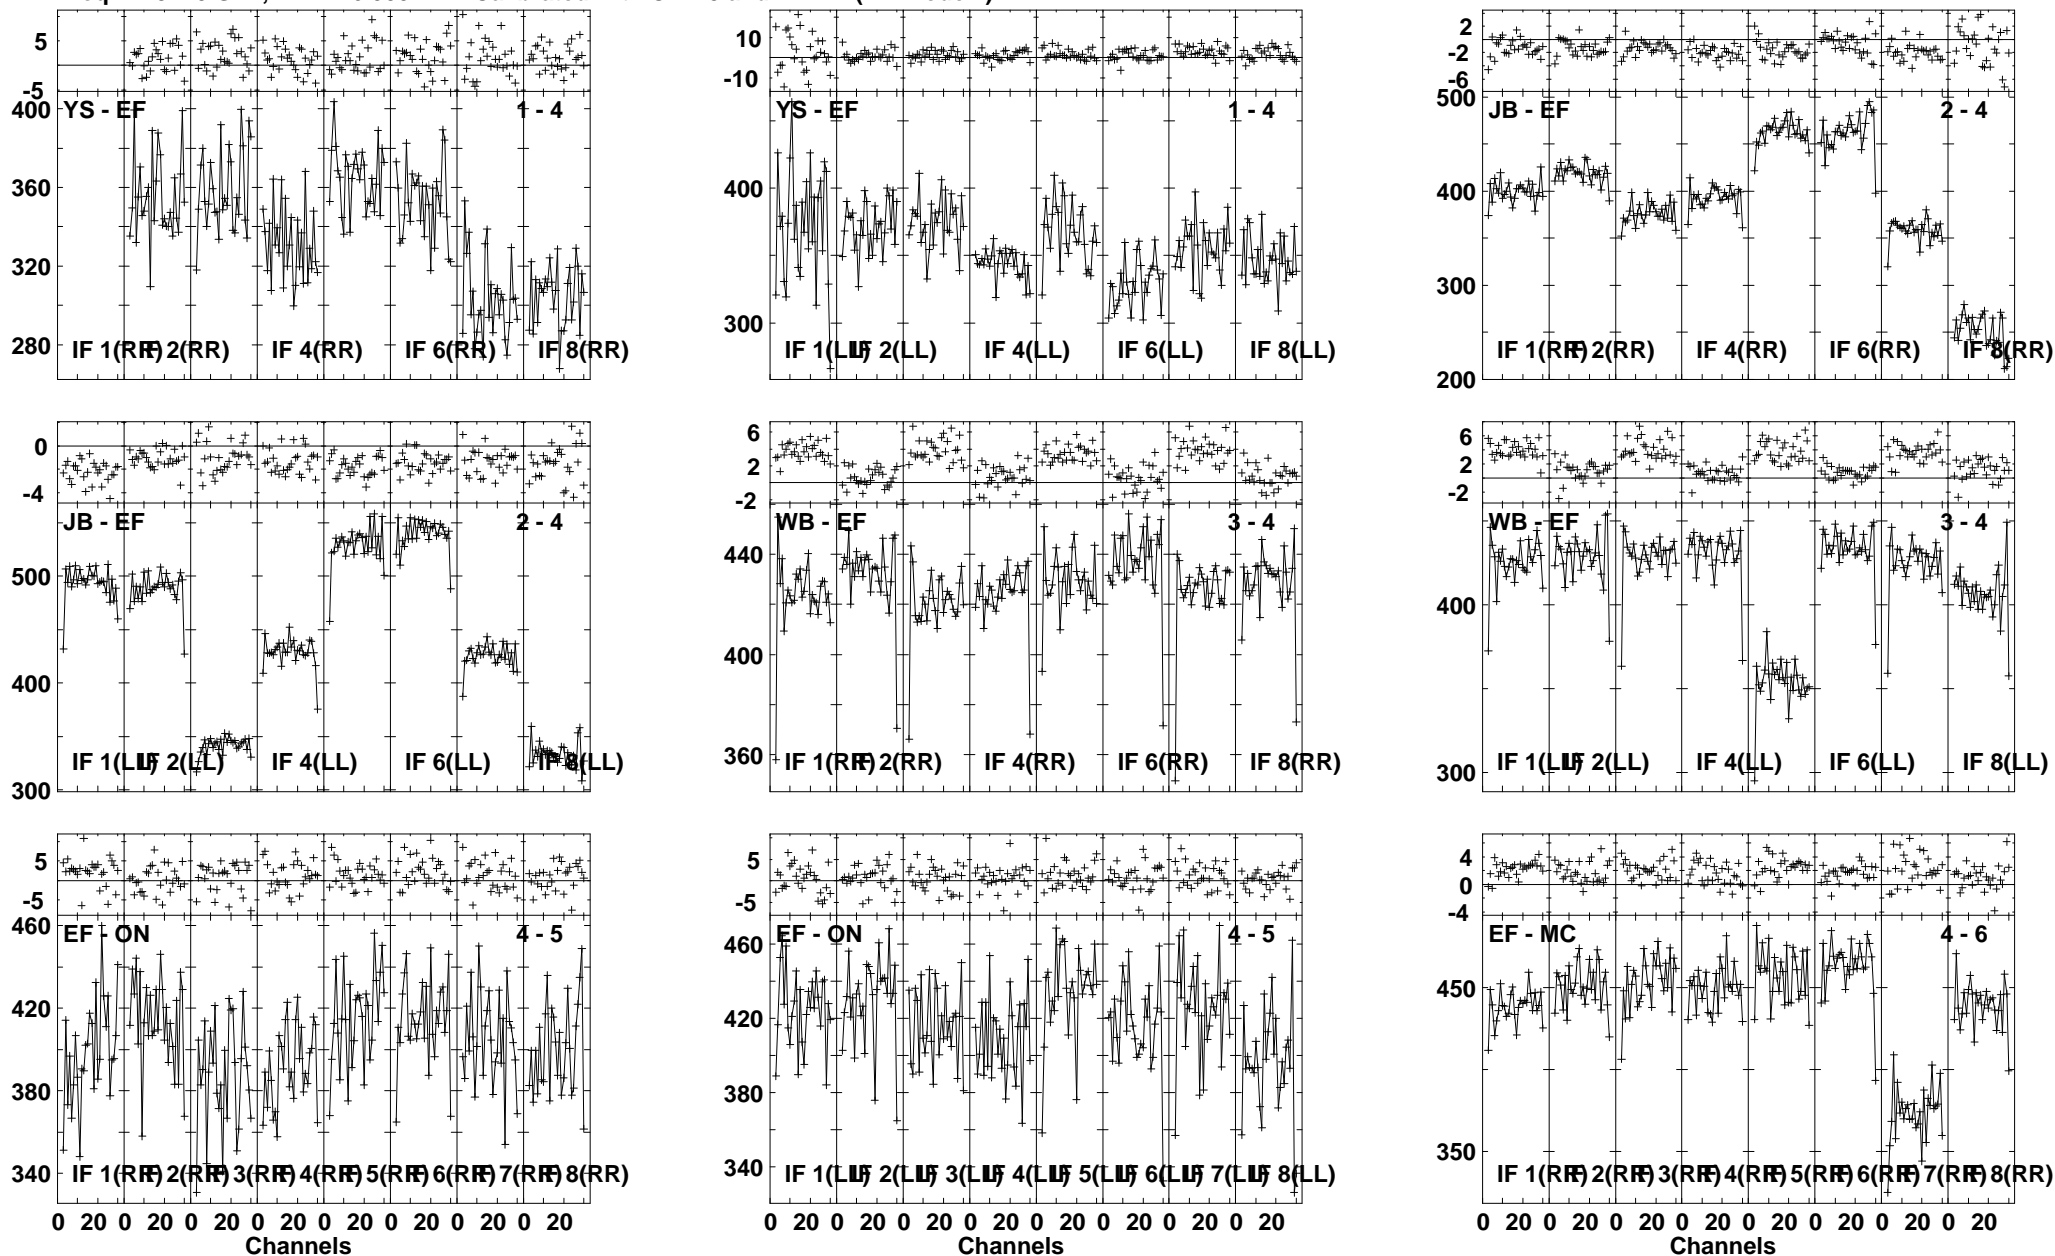 5
-5
400
360
320
280
YS - EF 1 - 4
IF 1(RR) IF 2(RR) IF 4(RR) IF 6(RR) IF 8(RR)
10
-10
400
300
YS - EF 1 - 4
IF 1(LL) IF 2(LL) IF 4(LL) IF 6(LL) IF 8(LL)
2
-2
-6
500
400
300
200
JB - EF 2 - 4
IF 1(RR) IF 2(RR) IF 4(RR) IF 6(RR) IF 8(RR)
0
-4
500
400
300
JB - EF 2 - 4
IF 1(LL) IF 2(LL) IF 4(LL) IF 6(LL) IF 8(LL)
6
2
-2
440
400
360
WB - EF 3 - 4
IF 1(RR) IF 2(RR) IF 4(RR) IF 6(RR) IF 8(RR)
6
2
-2
400
300
WB - EF 3 - 4
IF 1(LL) IF 2(LL) IF 4(LL) IF 6(LL) IF 8(LL)
5
-5
460
420
380
340
EF - ON 4 - 5
IF 1(RR) IF 2(RR) IF 3(RR) IF 4(RR) IF 5(RR) IF 6(RR) IF 7(RR) IF 8(RR)
0 20 0 20 0 20 0 20 0 20 0 20 0 20 0 20
Channels
5
-5
460
420
380
340
EF - ON 4 - 5
IF 1(LL) IF 2(LL) IF 3(LL) IF 4(LL) IF 5(LL) IF 6(LL) IF 7(LL) IF 8(LL)
0 20 0 20 0 20 0 20 0 20 0 20 0 20 0 20
Channels
4
0
-4
450
350
EF - MC 4 - 6
IF 1(RR) IF 2(RR) IF 3(RR) IF 4(RR) IF 5(RR) IF 6(RR) IF 7(RR) IF 8(RR)
0 20 0 20 0 20 0 20 0 20 0 20 0 20 0 20
Channels